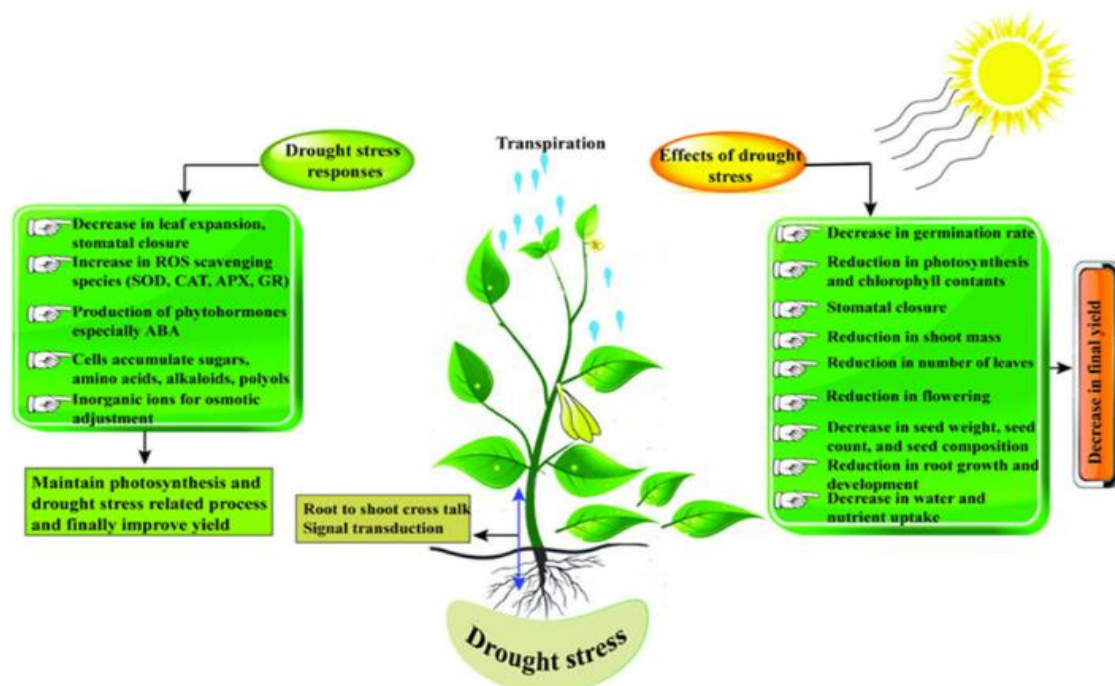 Transpiration
Drought stress
responses
Decrease in leaf expansion,
stomatal closure
Increase in ROS scavenging
species (SOD, CAT, APX, GR)
Production of phytohormones
especially ABA
Cells accumulate sugars,
amino acids, alkaloids, polyols
Inorganic ions for osmotic
adjustment
Maintain photosynthesis and
drought stress related process
and finally improve yield
Root to shoot cross talk
Signal transduction
Drought stress
Effects of drought
stress
Decrease in germination rate
Reduction in photosynthesis
and chlorophyll contants
Stomatal closure
Reduction in shoot mass
Reduction in number of leaves
Reduction in flowering
Decrease in seed weight, seed
count, and seed composition
Reduction in root growth and
development
Decrease in water and
nutrient uptake
Decrease in final yield